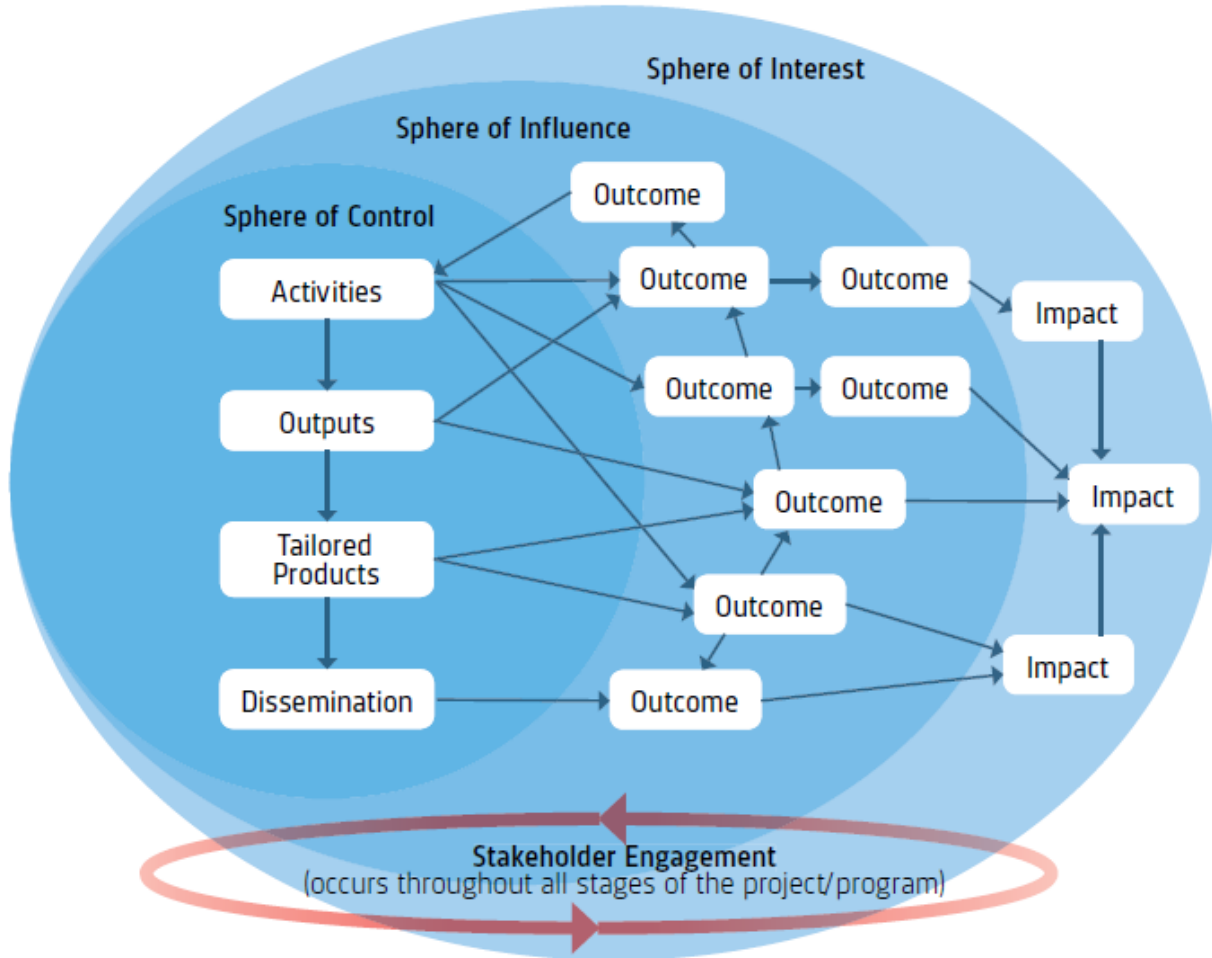 Sphere of Interest
Sphere of Influence
Sphere of Control
Outcome
Activities
Outcome
Outcome
Impact
Outcome
Outcome
Outputs
Outcome
Impact
Tailored
Products
Outcome
Impact
Dissemination
Outcome
Stakeholder Engagement
(occurs throughout all stages of the project/program)